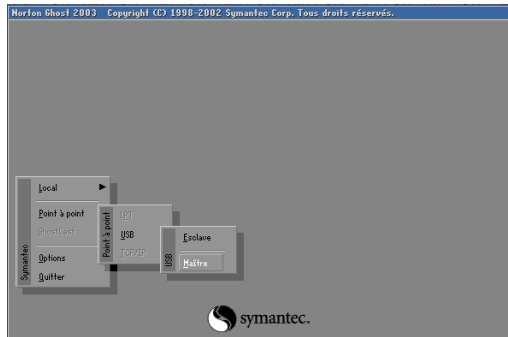 Norton Ghost 2003 Copyright (C) 1998-2002 Symantec Corp. Tous droits réservés.
Symantec
Local
Point à point
GhostCast
Options
Quitter
Point à point
LPT
USB
TCP/IP
USB
Esclave
Maître
symantec.